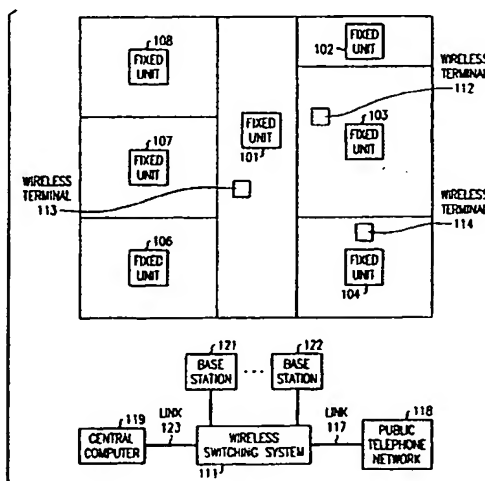 108
FIXED
UNIT
102
FIXED
UNIT
WIRELESS
TERMINAL
112
FIXED
UNIT
101
103
FIXED
UNIT
107
FIXED
UNIT
WIRELESS
TERMINAL
113
WIRELESS
TERMINAL
114
106
FIXED
UNIT
FIXED
UNIT
104
121
BASE
STATION
...
122
BASE
STATION
119
CENTRAL
COMPUTER
LINK
123
WIRELESS
SWITCHING SYSTEM
111
LINK
117
118
PUBLIC
TELEPHONE
NETWORK